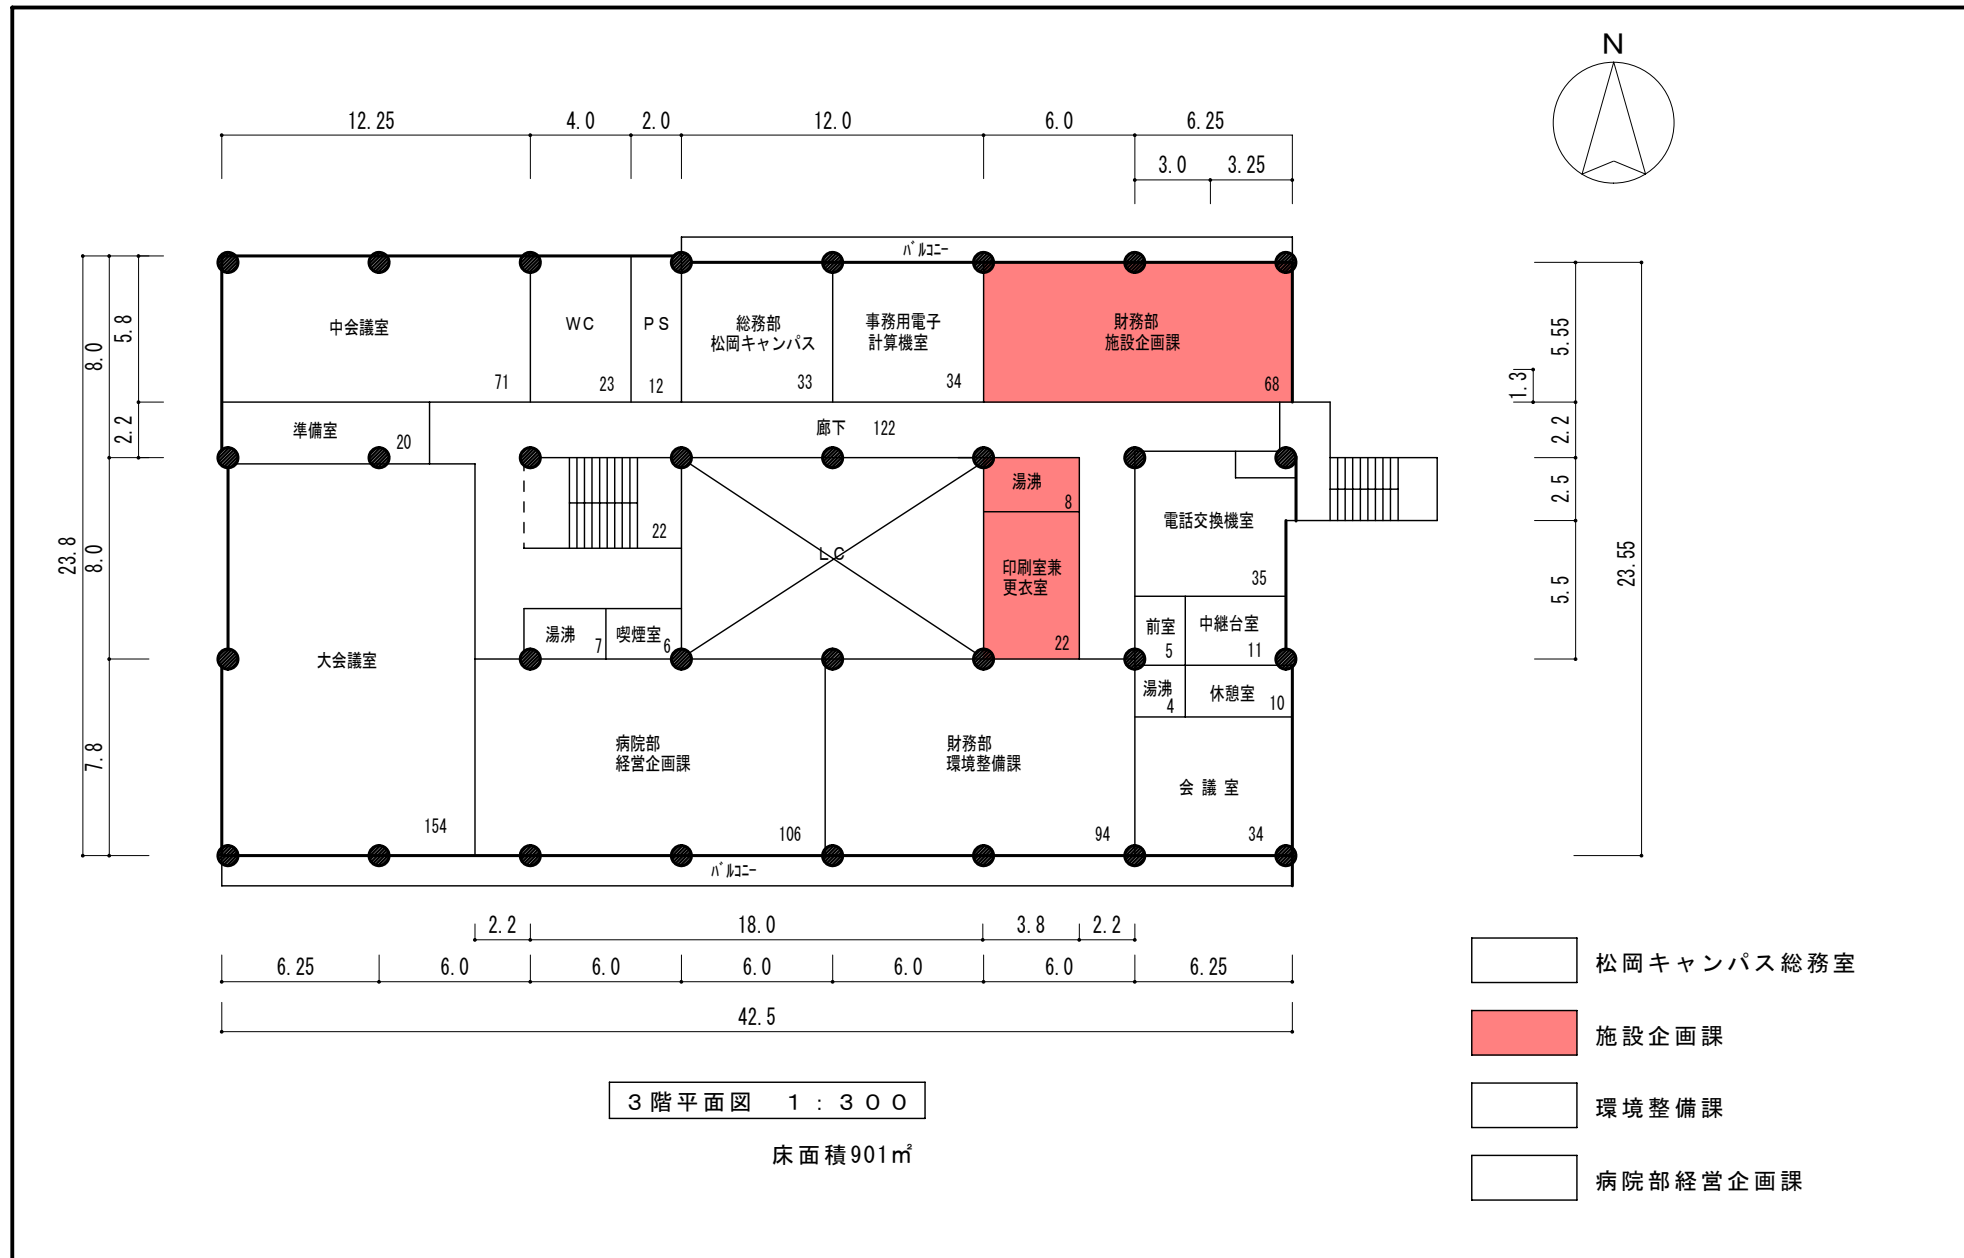 N
12.25
4.0
2.0
12.0
6.0
6.25
3.0
3.25
バルコニー
中会議室
71
WC
23
PS
12
総務部
松岡キャンパス
33
事務用電子
計算機室
34
財務部
施設企画課
68
準備室
20
廊下 122
22
LC
湯沸
8
印刷室兼
更衣室
22
電話交換機室
35
湯沸
7
喫煙室
6
前室
5
中継台室
11
大会議室
154
湯沸
4
休憩室
10
病院部
経営企画課
106
財務部
環境整備課
94
会議室
34
バルコニー
23.8
8.0
5.8
2.2
8.0
7.8
5.55
1.3
2.2
2.5
5.5
23.55
2.2
18.0
3.8
2.2
6.25
6.0
6.0
6.0
6.0
6.0
6.25
42.5
3階平面図 1:300
床面積901㎡
松岡キャンパス総務室
施設企画課
環境整備課
病院部経営企画課